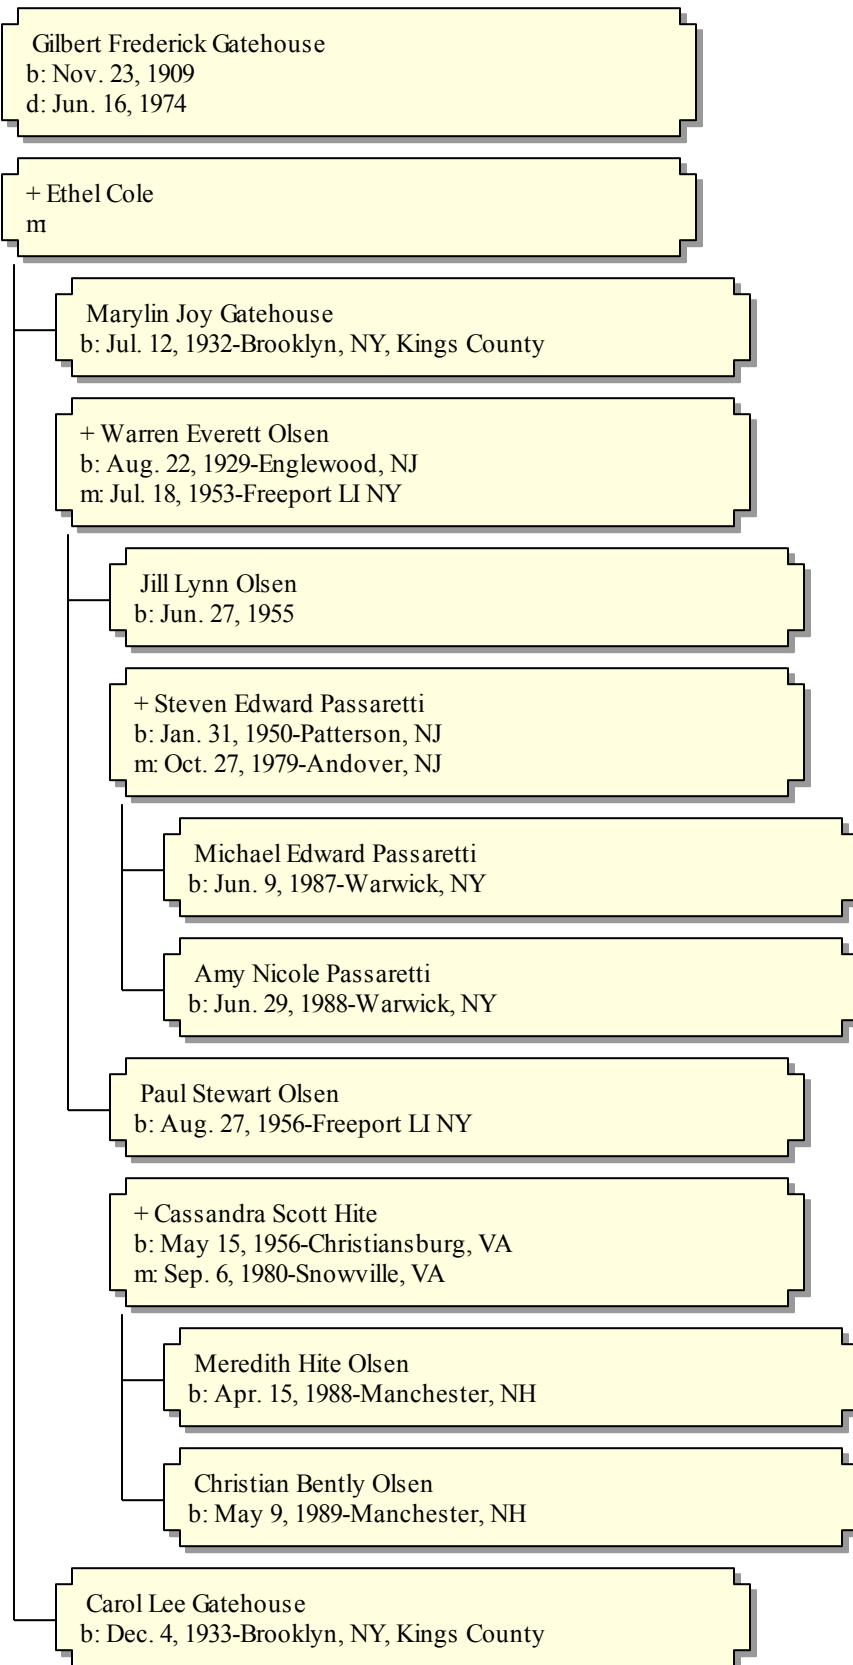 Gilbert Frederick Gatehouse
b: Nov. 23, 1909
d: Jun. 16, 1974
+ Ethel Cole
m:
Marylin Joy Gatehouse
b: Jul. 12, 1932-Brooklyn, NY, Kings County
+ Warren Everett Olsen
b: Aug. 22, 1929-Englewood, NJ
m: Jul. 18, 1953-Freeport LI NY
Jill Lynn Olsen
b: Jun. 27, 1955
+ Steven Edward Passaretti
b: Jan. 31, 1950-Patterson, NJ
m: Oct. 27, 1979-Andover, NJ
Michael Edward Passaretti
b: Jun. 9, 1987-Warwick, NY
Amy Nicole Passaretti
b: Jun. 29, 1988-Warwick, NY
Paul Stewart Olsen
b: Aug. 27, 1956-Freeport LI NY
+ Cassandra Scott Hite
b: May 15, 1956-Christiansburg, VA
m: Sep. 6, 1980-Snowville, VA
Meredith Hite Olsen
b: Apr. 15, 1988-Manchester, NH
Christian Bently Olsen
b: May 9, 1989-Manchester, NH
Carol Lee Gatehouse
b: Dec. 4, 1933-Brooklyn, NY, Kings County